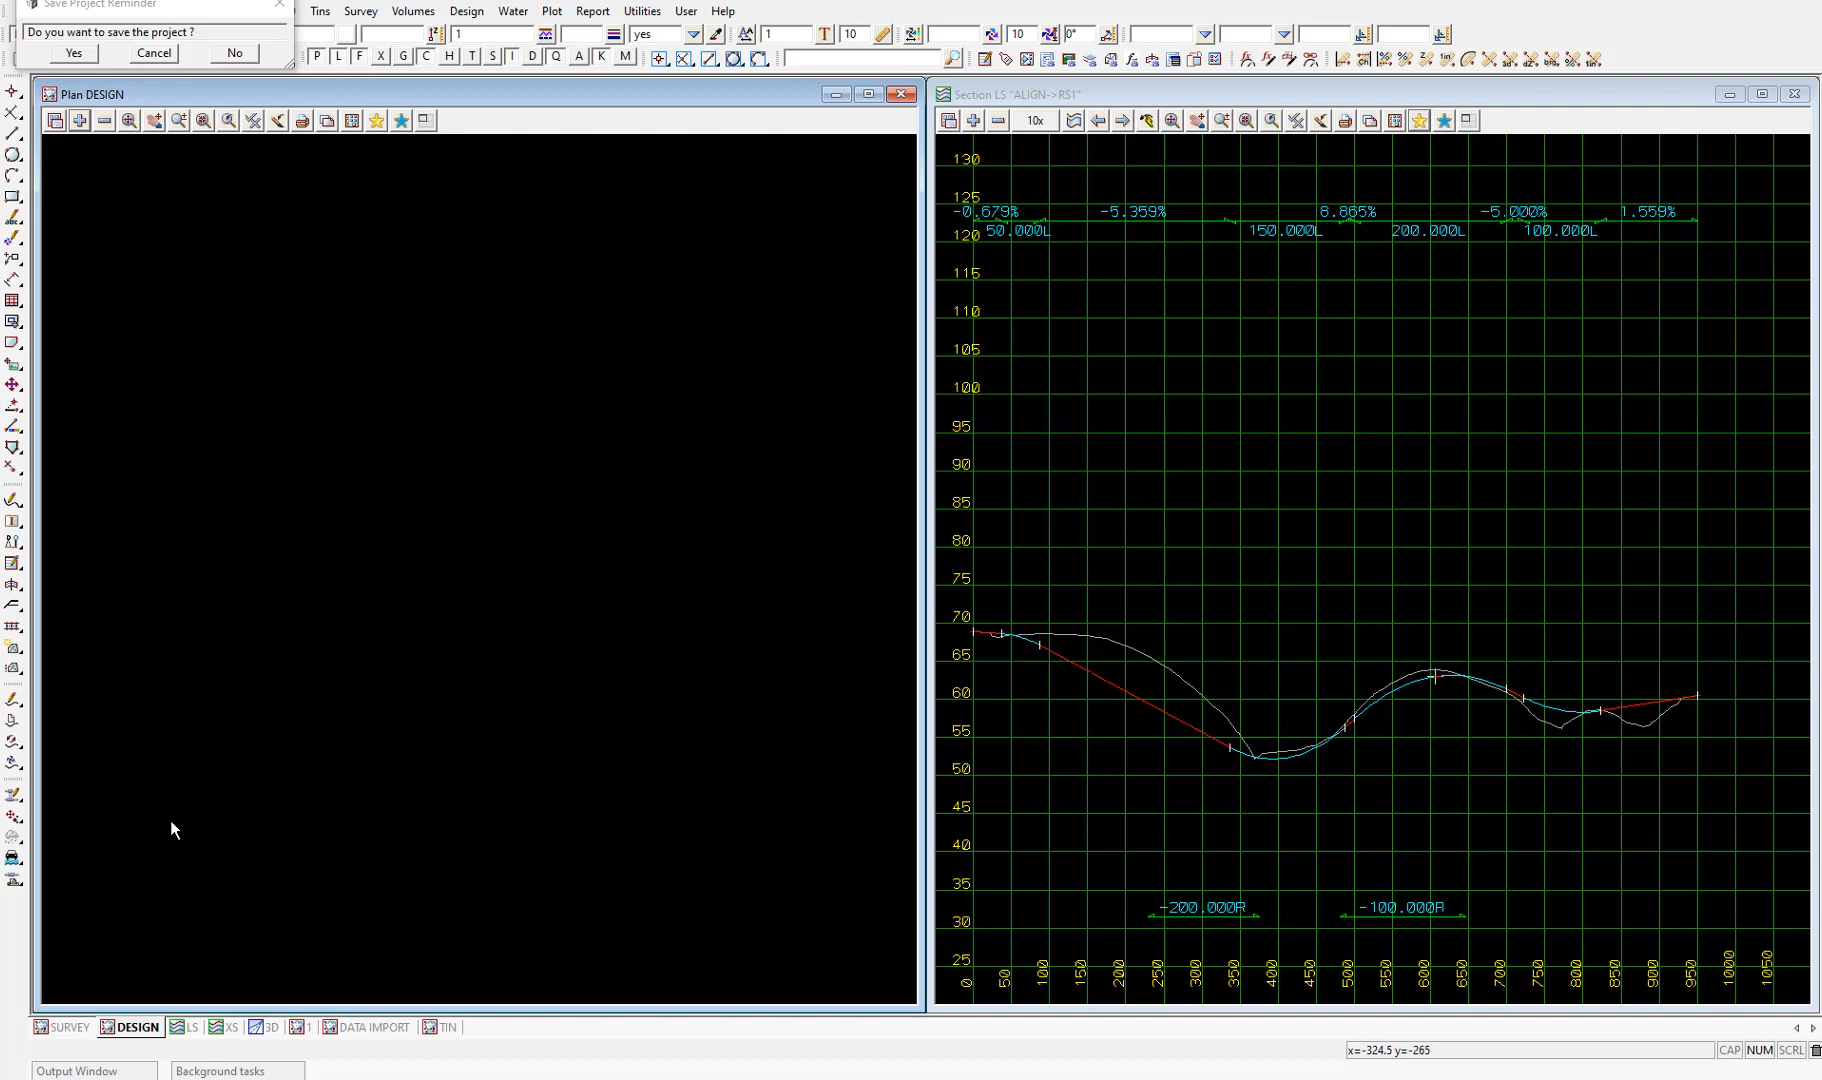 Save Project Reminder
Do you want to save the project ?
Yes Cancel No
Tins Survey Volumes Design Water Plot Report Utilities User Help
1 yes 1 10 10 0°
P L F X G C H T S I D Q A K M
Plan DESIGN
Section LS "ALIGN->RS1"
10x
130
125
120
115
110
105
100
95
90
85
80
75
70
65
60
55
50
45
40
35
30
25
-0.679% -5.359% 8.865% -5.000% 1.559%
50.000L 150.000L 200.000L 100.000L
-200.000R -100.000R
0 50 100 150 200 250 300 350 400 450 500 550 600 650 700 750 800 850 900 950 1000 1050
SURVEY DESIGN LS XS 3D 1 DATA IMPORT TIN
x=-324.5 y=-265 CAP NUM SCRL
Output Window Background tasks